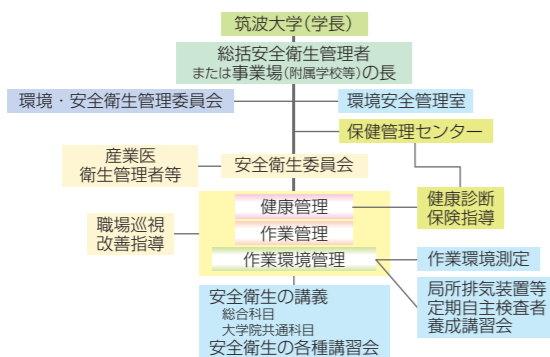 筑波大学(学長)
総括安全衛生管理者
または事業場(附属学校等)の長
環境・安全衛生管理委員会
環境安全管理室
保健管理センター
産業医
衛生管理者等
安全衛生委員会
健康管理
健康診断
保険指導
職場巡視
改善指導
作業管理
作業環境管理
作業環境測定
安全衛生の講義
総合科目
大学院共通科目
安全衛生の各種講習会
局所排気装置等
定期自主検査者
養成講習会